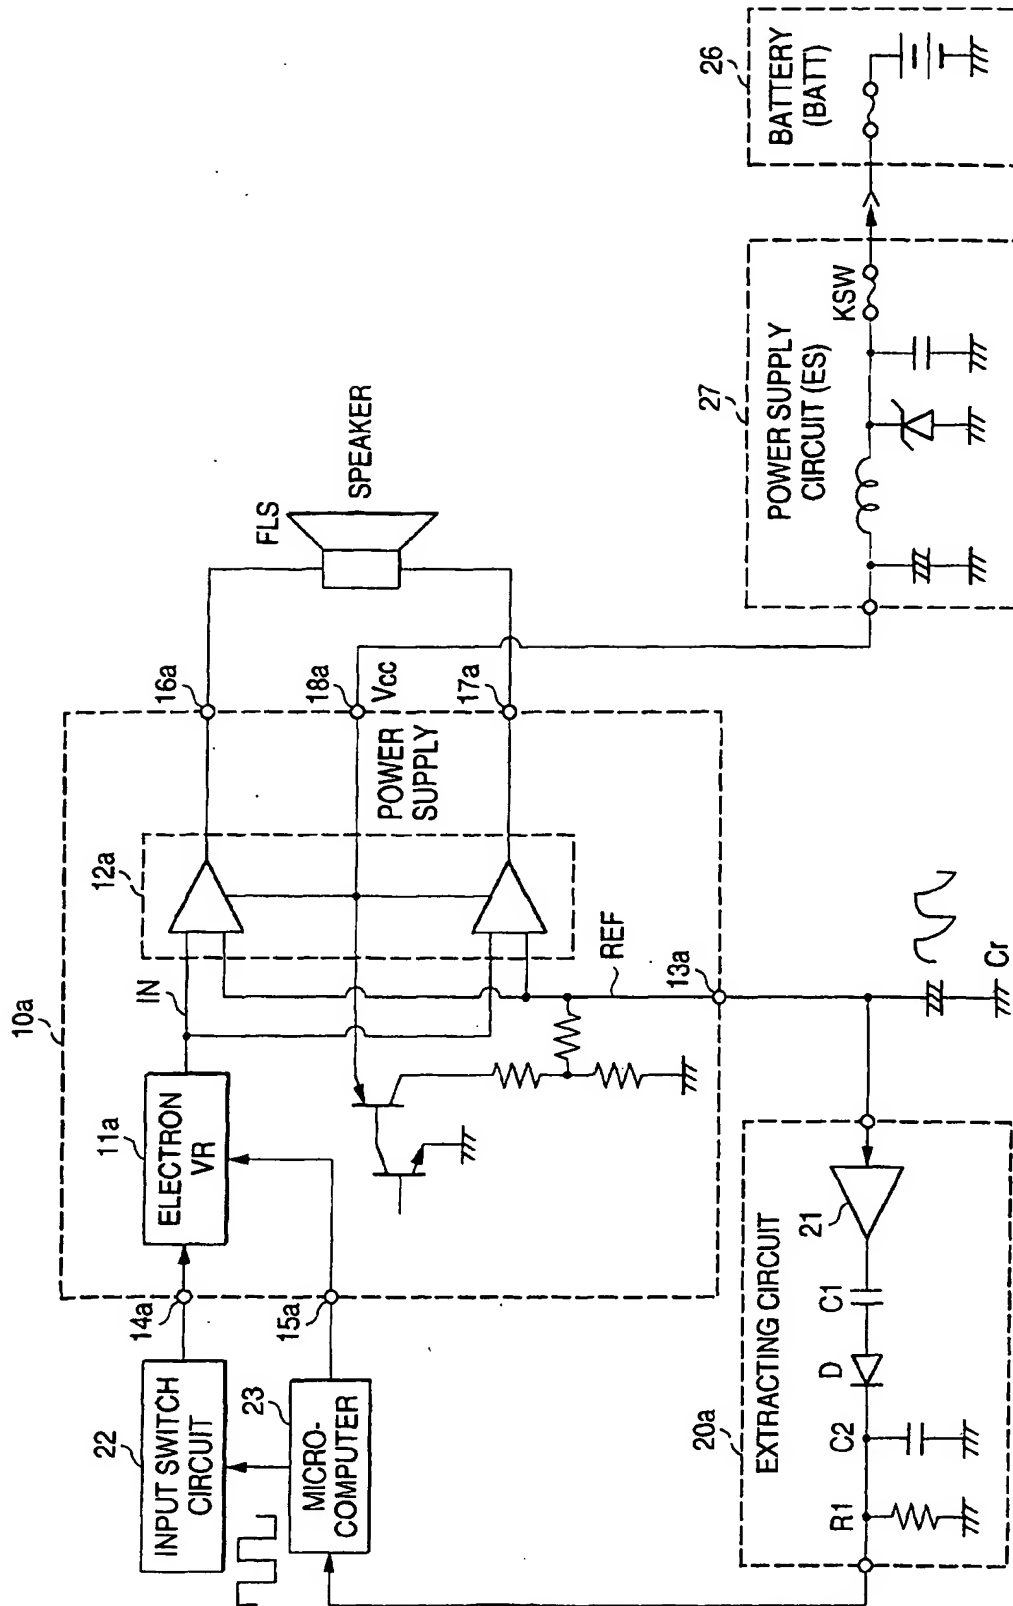 10a
11a
ELECTRON
VR
IN
12a
16a
18a
Vcc
17a
POWER
SUPPLY
FLS
SPEAKER
14a
15a
22
INPUT SWITCH
CIRCUIT
23
MICRO-
COMPUTER
REF
13a
Cr
20a
EXTRACTING CIRCUIT
R1
C2
D
C1
21
27
POWER SUPPLY
CIRCUIT (ES)
KSW
26
BATTERY
(BATT)